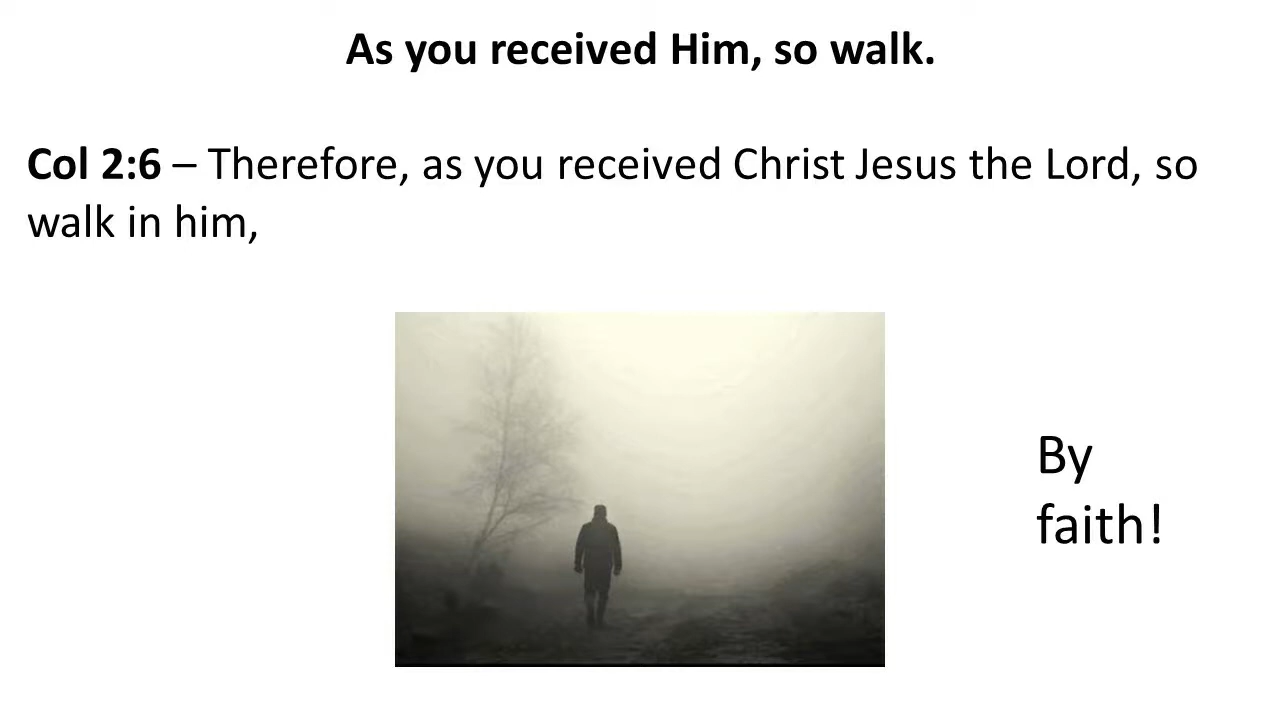 As you received Him, so walk.
Col 2:6 – Therefore, as you received Christ Jesus the Lord, so
walk in him,
By
faith!